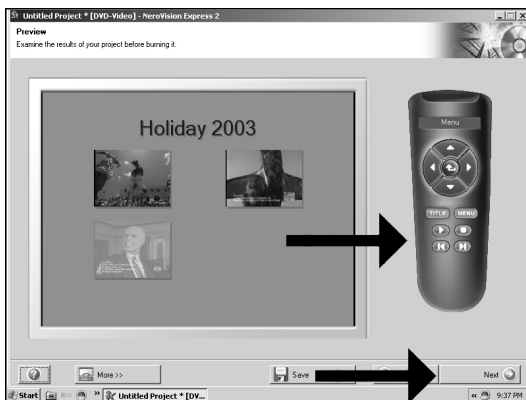 Untitled Project * [DVD-Video] - NeroVision Express 2
Preview
Examine the results of your project before burning it.
Holiday 2003
Menu
TITLE MENU
More >>
Save
Next
Start
Untitled Project * [DV...
9:37 PM